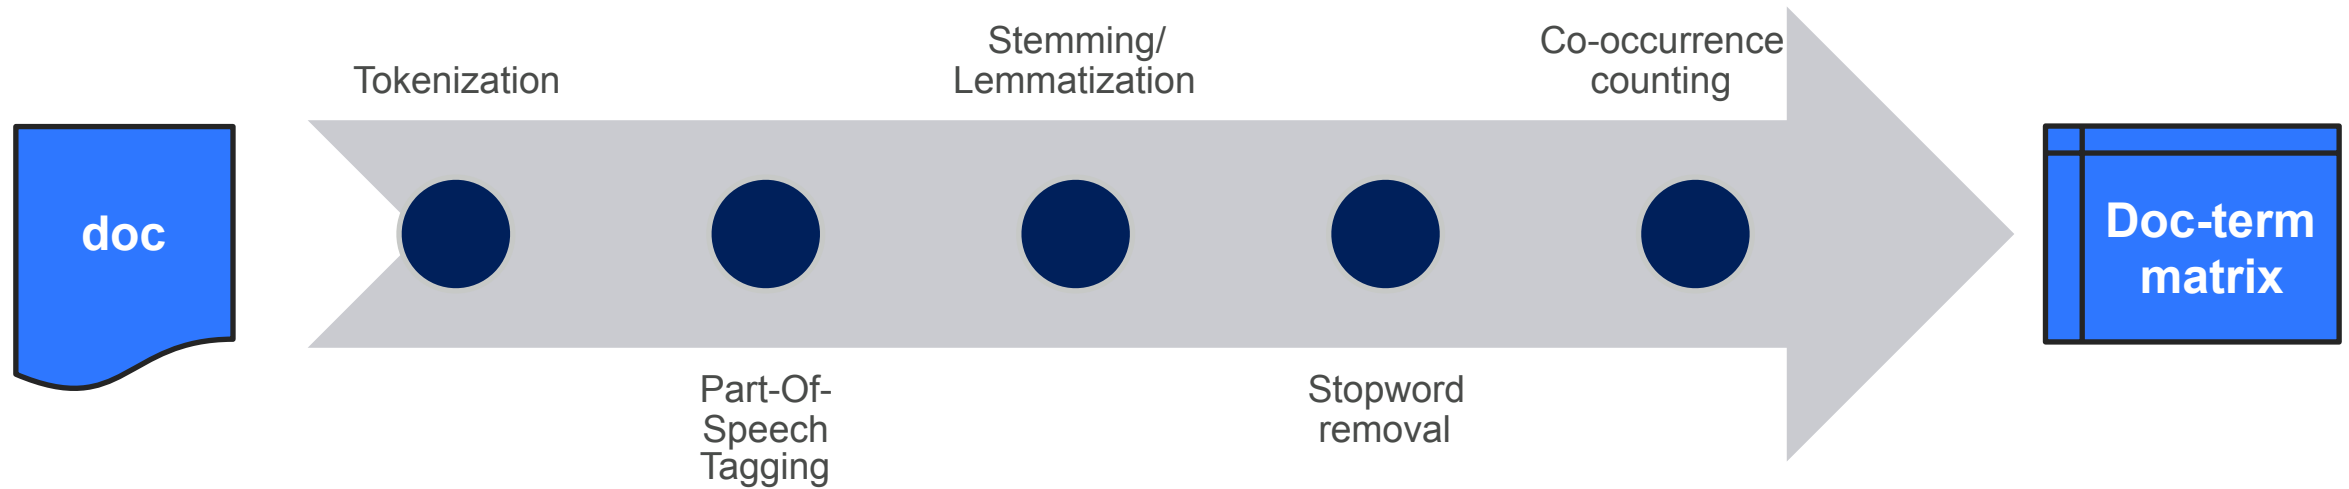 doc
Tokenization
Part-Of-
Speech
Tagging
Stemming/
Lemmatization
Stopword
removal
Co-occurrence
counting
Doc-term
matrix